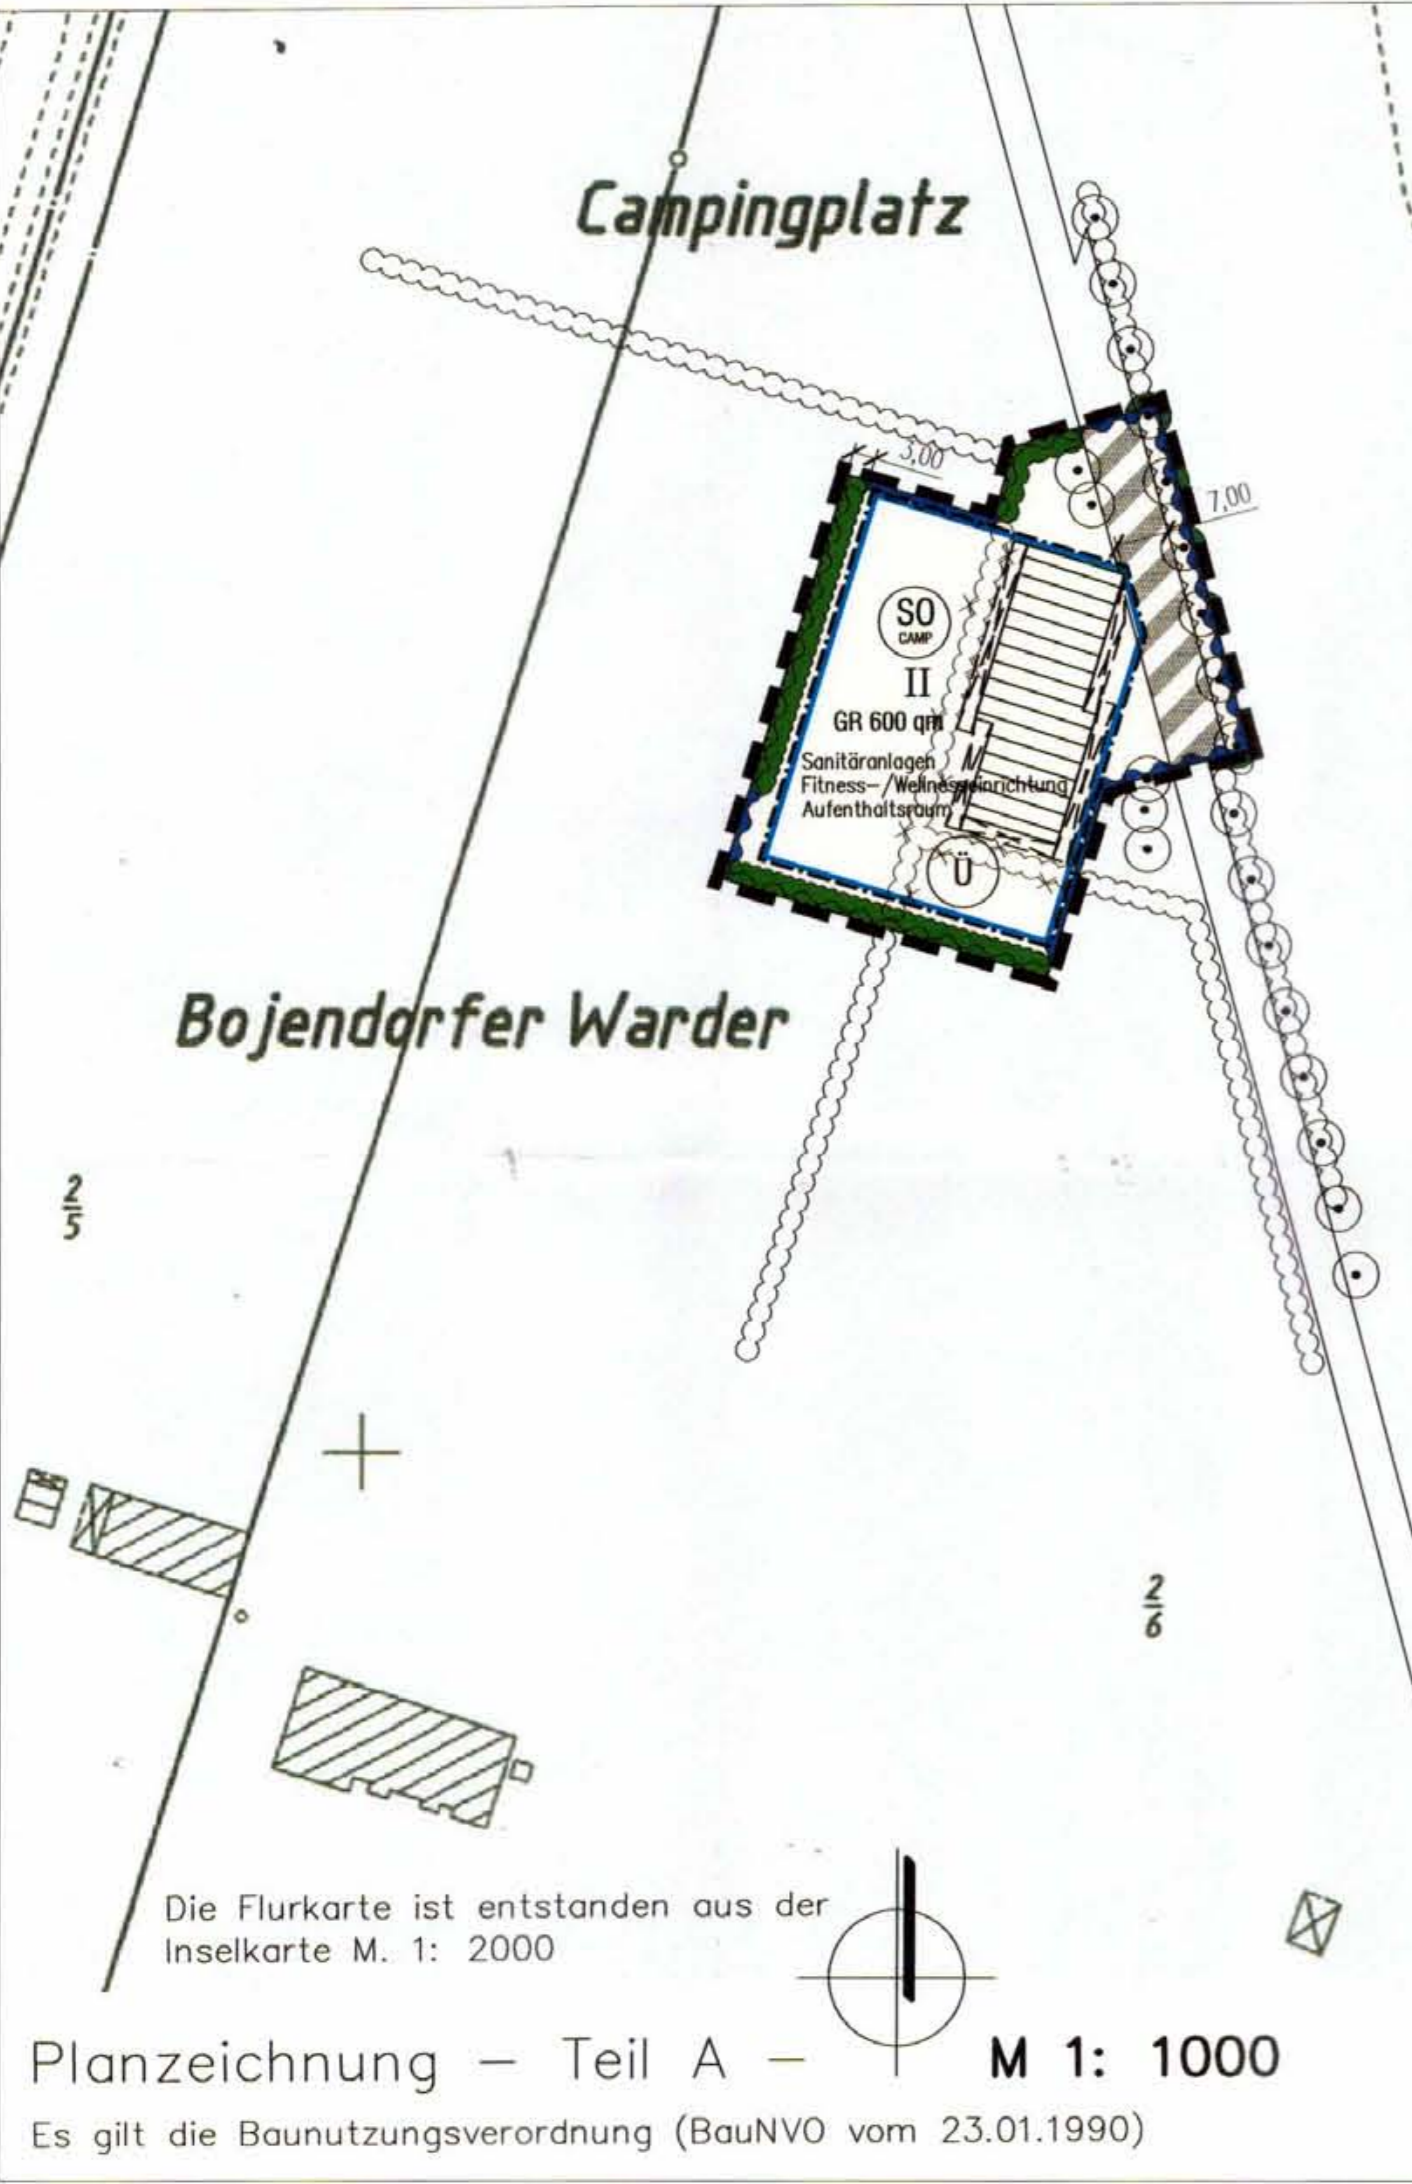 Campingplatz
3,00
7,00
SO
CAMP
II
GR 600 qm
Sanitäranlagen
Fitness-/Wellnesseinrichtung
Aufenthaltsraum
Ü
Bojendorfer Warder
2
5
2
6
Die Flurkarte ist entstanden aus der
Inselkarte M. 1: 2000
Planzeichnung - Teil A - M 1: 1000
Es gilt die Baunutzungsverordnung (BauNVO vom 23.01.1990)